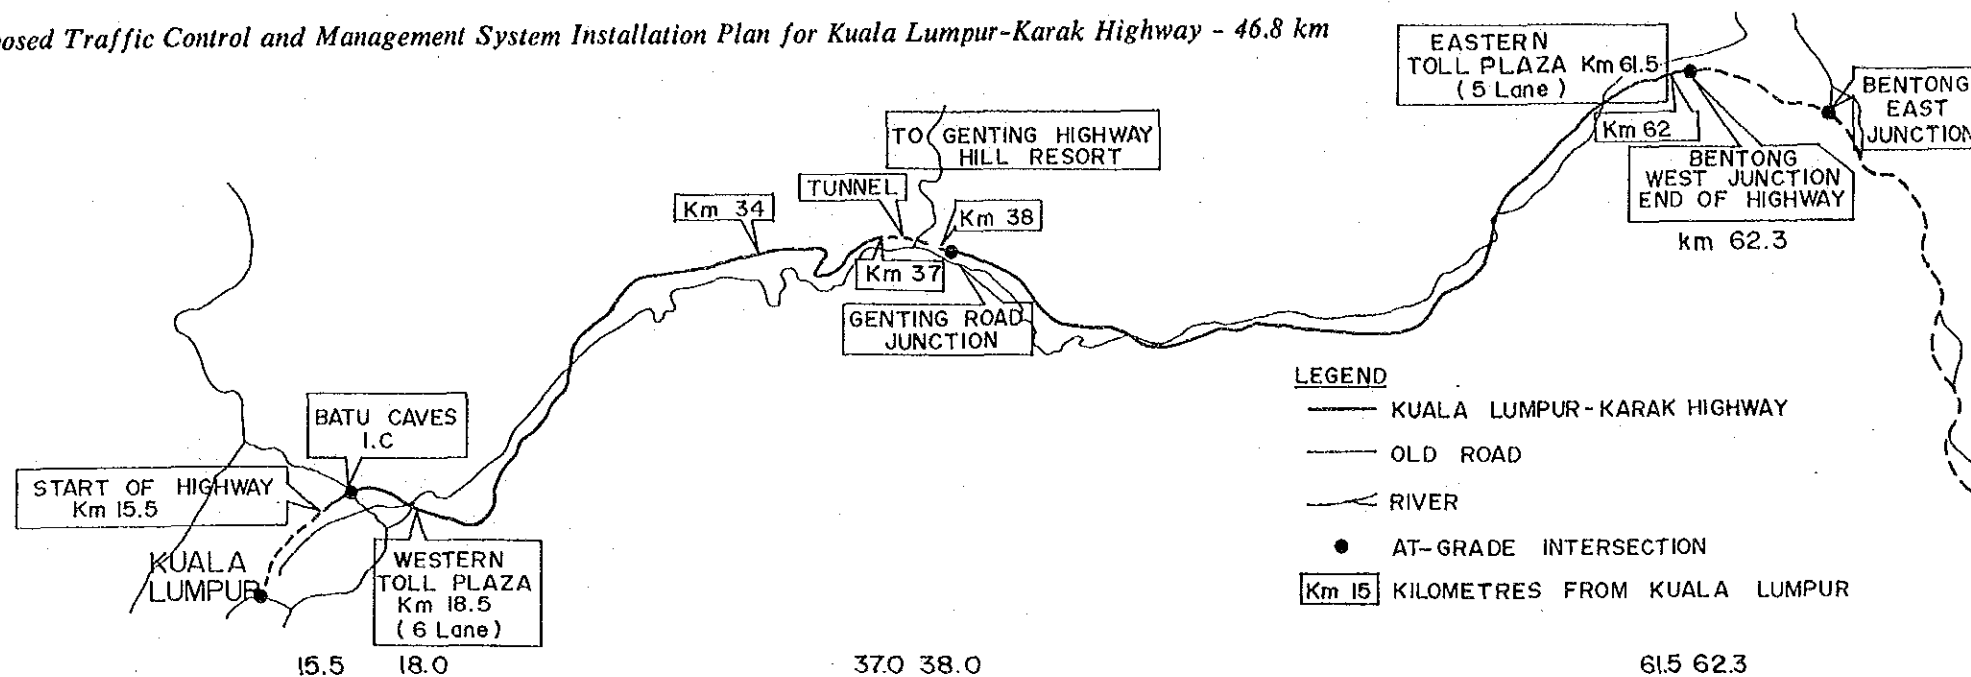 posed Traffic Control and Management System Installation Plan for Kuala Lumpur-Karak Highway - 46.8 km
EASTERN
TOLL PLAZA Km 61.5
(5 Lane)
BENTONG
EAST
JUNCTION
Km 62
BENTONG
WEST JUNCTION
END OF HIGHWAY
km 62.3
TO GENTING HIGHWAY
HILL RESORT
TUNNEL
Km 34
Km 38
Km 37
GENTING ROAD
JUNCTION
BATU CAVES
I.C
START OF HIGHWAY
Km 15.5
KUALA
LUMPUR
WESTERN
TOLL PLAZA
Km 18.5
(6 Lane)
LEGEND
KUALA LUMPUR-KARAK HIGHWAY
OLD ROAD
RIVER
AT-GRADE INTERSECTION
Km 15 KILOMETRES FROM KUALA LUMPUR
15.5 18.0 37.0 38.0 61.5 62.3